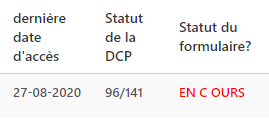 dernière date d'accès
Statut de la DCP
Statut du formulaire?
27-08-2020 96/141 EN C OURS